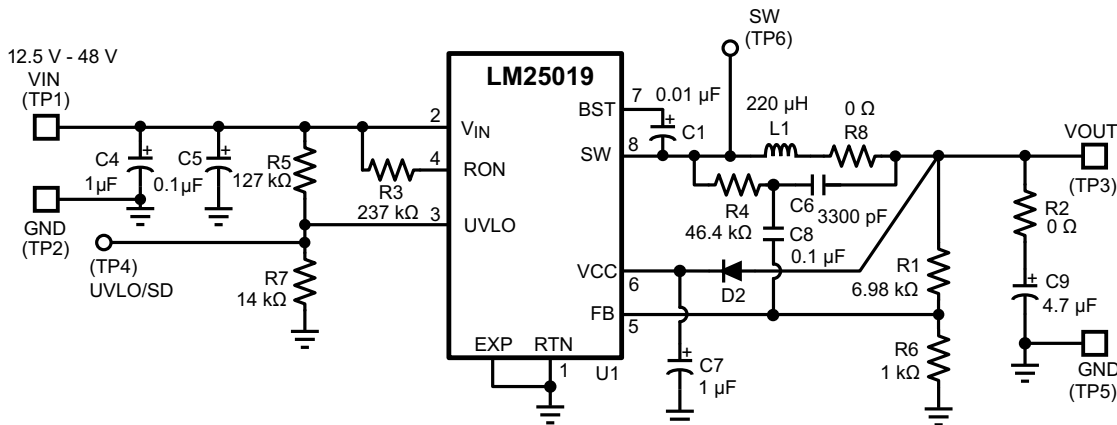 SW
(TP6)
12.5 V - 48 V
VIN
(TP1)
LM25019
7
0.01 µF
BST
C1
220 µH
L1
0 Ω
R8
VOUT
(TP3)
2
VIN
8
SW
C4
1µF
C5
0.1µF
R5
127 kΩ
4
RON
R3
237 kΩ
R4
46.4 kΩ
C6
3300 pF
R2
0 Ω
GND
(TP2)
3
UVLO
C8
0.1 µF
(TP4)
UVLO/SD
R7
14 kΩ
VCC
6
D2
R1
6.98 kΩ
C9
4.7 µF
FB
5
EXP
RTN
1
U1
C7
1 µF
R6
1 kΩ
GND
(TP5)
+
+
+
+
+